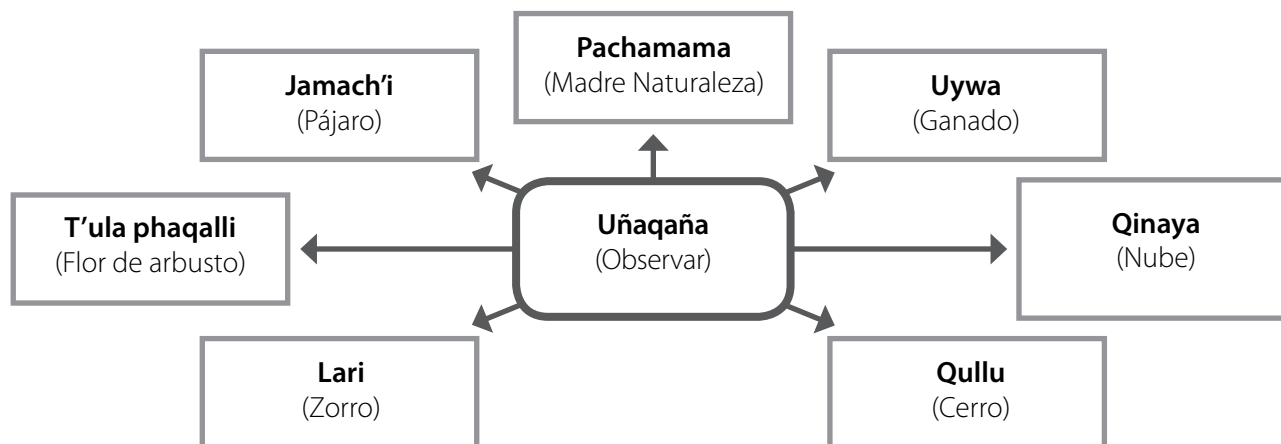 Pachamama
(Madre Naturaleza)
Jamach’i
(Pájaro)
Uywa
(Ganado)
T’ula phaqalli
(Flor de arbusto)
Uñaqaña
(Observar)
Qinaya
(Nube)
Lari
(Zorro)
Qullu
(Cerro)